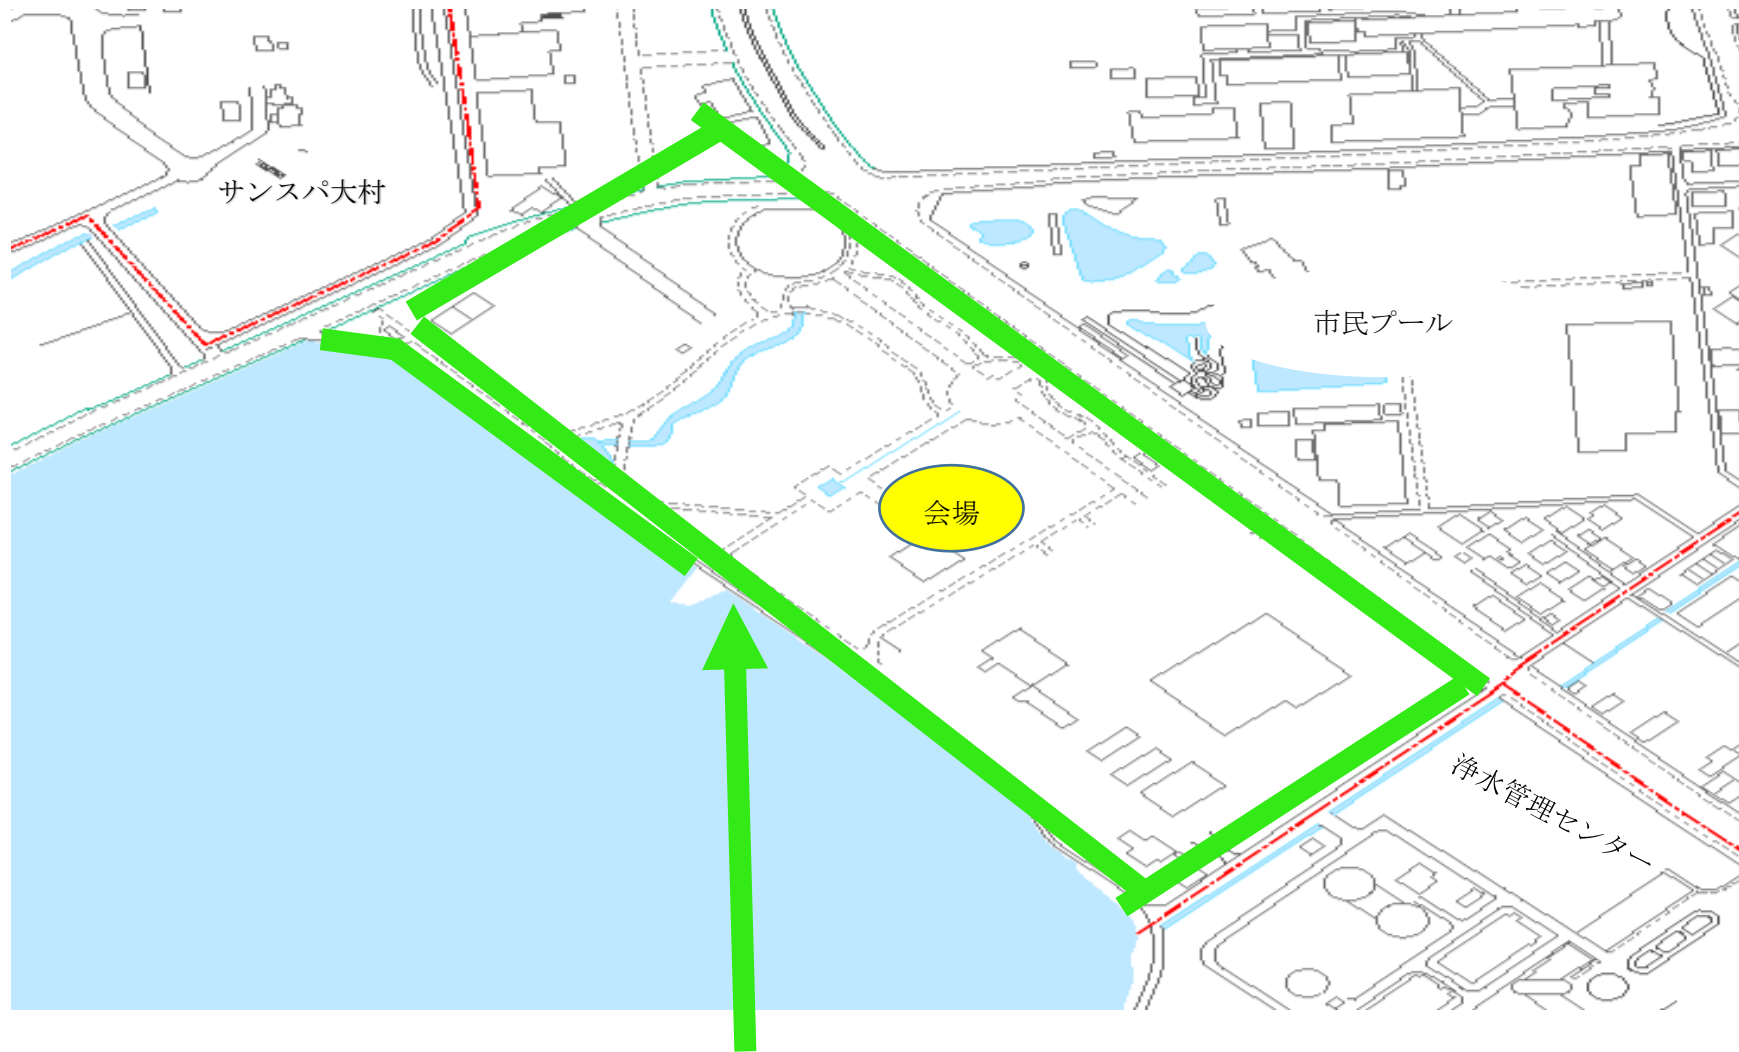 サンスパ大村
市民プール
会場
浄水管理センター